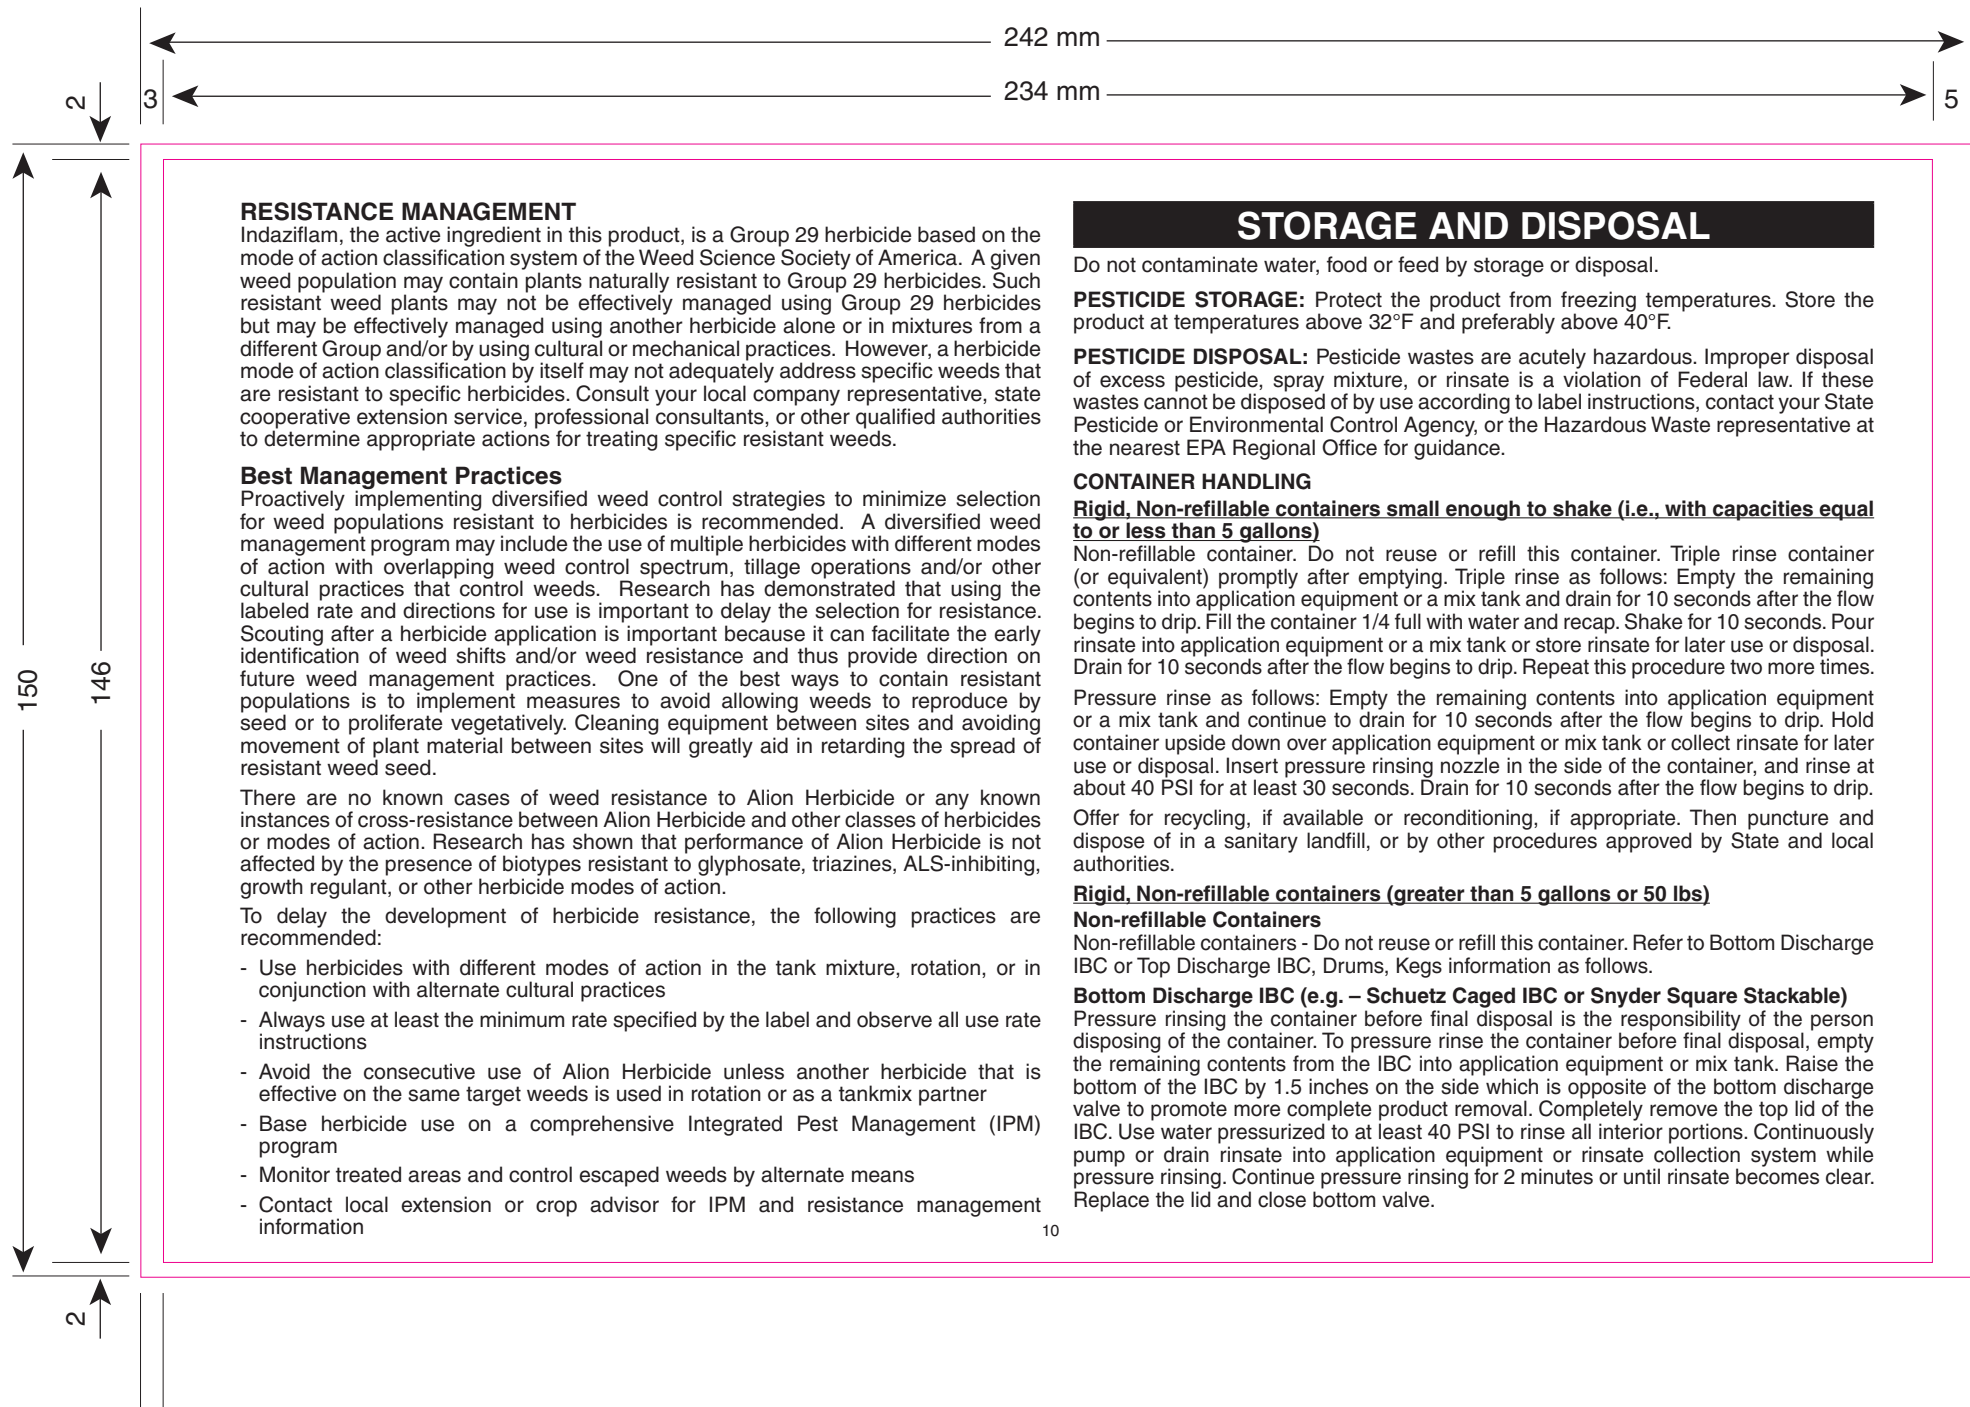 242 mm
234 mm
2
3
5
150
146
2
RESISTANCE MANAGEMENT
Indaziflam, the active ingredient in this product, is a Group 29 herbicide based on the
mode of action classification system of the Weed Science Society of America. A given
weed population may contain plants naturally resistant to Group 29 herbicides. Such
resistant weed plants may not be effectively managed using Group 29 herbicides
but may be effectively managed using another herbicide alone or in mixtures from a
different Group and/or by using cultural or mechanical practices. However, a herbicide
mode of action classification by itself may not adequately address specific weeds that
are resistant to specific herbicides. Consult your local company representative, state
cooperative extension service, professional consultants, or other qualified authorities
to determine appropriate actions for treating specific resistant weeds.
Best Management Practices
Proactively implementing diversified weed control strategies to minimize selection
for weed populations resistant to herbicides is recommended. A diversified weed
management program may include the use of multiple herbicides with different modes
of action with overlapping weed control spectrum, tillage operations and/or other
cultural practices that control weeds. Research has demonstrated that using the
labeled rate and directions for use is important to delay the selection for resistance.
Scouting after a herbicide application is important because it can facilitate the early
identification of weed shifts and/or weed resistance and thus provide direction on
future weed management practices. One of the best ways to contain resistant
populations is to implement measures to avoid allowing weeds to reproduce by
seed or to proliferate vegetatively. Cleaning equipment between sites and avoiding
movement of plant material between sites will greatly aid in retarding the spread of
resistant weed seed.
There are no known cases of weed resistance to Alion Herbicide or any known
instances of cross-resistance between Alion Herbicide and other classes of herbicides
or modes of action. Research has shown that performance of Alion Herbicide is not
affected by the presence of biotypes resistant to glyphosate, triazines, ALS-inhibiting,
growth regulant, or other herbicide modes of action.
To delay the development of herbicide resistance, the following practices are
recommended:
- Use herbicides with different modes of action in the tank mixture, rotation, or in
conjunction with alternate cultural practices
- Always use at least the minimum rate specified by the label and observe all use rate
instructions
- Avoid the consecutive use of Alion Herbicide unless another herbicide that is
effective on the same target weeds is used in rotation or as a tankmix partner
- Base herbicide use on a comprehensive Integrated Pest Management (IPM)
program
- Monitor treated areas and control escaped weeds by alternate means
- Contact local extension or crop advisor for IPM and resistance management
information
STORAGE AND DISPOSAL
Do not contaminate water, food or feed by storage or disposal.
PESTICIDE STORAGE: Protect the product from freezing temperatures. Store the
product at temperatures above 32°F and preferably above 40°F.
PESTICIDE DISPOSAL: Pesticide wastes are acutely hazardous. Improper disposal
of excess pesticide, spray mixture, or rinsate is a violation of Federal law. If these
wastes cannot be disposed of by use according to label instructions, contact your State
Pesticide or Environmental Control Agency, or the Hazardous Waste representative at
the nearest EPA Regional Office for guidance.
CONTAINER HANDLING
Rigid, Non-refillable containers small enough to shake (i.e., with capacities equal
to or less than 5 gallons)
Non-refillable container. Do not reuse or refill this container. Triple rinse container
(or equivalent) promptly after emptying. Triple rinse as follows: Empty the remaining
contents into application equipment or a mix tank and drain for 10 seconds after the flow
begins to drip. Fill the container 1/4 full with water and recap. Shake for 10 seconds. Pour
rinsate into application equipment or a mix tank or store rinsate for later use or disposal.
Drain for 10 seconds after the flow begins to drip. Repeat this procedure two more times.
Pressure rinse as follows: Empty the remaining contents into application equipment
or a mix tank and continue to drain for 10 seconds after the flow begins to drip. Hold
container upside down over application equipment or mix tank or collect rinsate for later
use or disposal. Insert pressure rinsing nozzle in the side of the container, and rinse at
about 40 PSI for at least 30 seconds. Drain for 10 seconds after the flow begins to drip.
Offer for recycling, if available or reconditioning, if appropriate. Then puncture and
dispose of in a sanitary landfill, or by other procedures approved by State and local
authorities.
Rigid, Non-refillable containers (greater than 5 gallons or 50 lbs)
Non-refillable Containers
Non-refillable containers - Do not reuse or refill this container. Refer to Bottom Discharge
IBC or Top Discharge IBC, Drums, Kegs information as follows.
Bottom Discharge IBC (e.g. – Schuetz Caged IBC or Snyder Square Stackable)
Pressure rinsing the container before final disposal is the responsibility of the person
disposing of the container. To pressure rinse the container before final disposal, empty
the remaining contents from the IBC into application equipment or mix tank. Raise the
bottom of the IBC by 1.5 inches on the side which is opposite of the bottom discharge
valve to promote more complete product removal. Completely remove the top lid of the
IBC. Use water pressurized to at least 40 PSI to rinse all interior portions. Continuously
pump or drain rinsate into application equipment or rinsate collection system while
pressure rinsing. Continue pressure rinsing for 2 minutes or until rinsate becomes clear.
Replace the lid and close bottom valve.
10